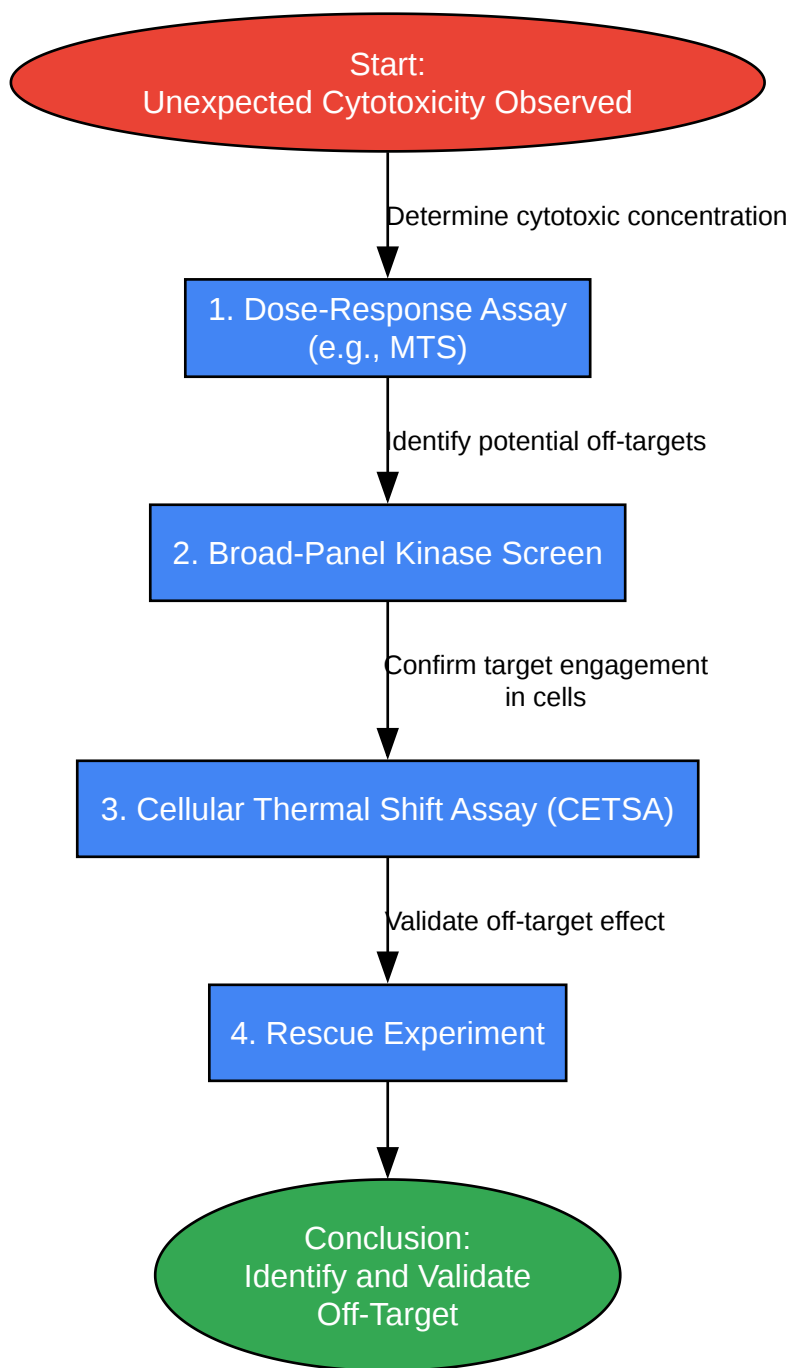 Start:
Unexpected Cytotoxicity Observed
Determine cytotoxic concentration
1. Dose-Response Assay
(e.g., MTS)
Identify potential off-targets
2. Broad-Panel Kinase Screen
Confirm target engagement
in cells
3. Cellular Thermal Shift Assay (CETSA)
Validate off-target effect
4. Rescue Experiment
Conclusion:
Identify and Validate
Off-Target